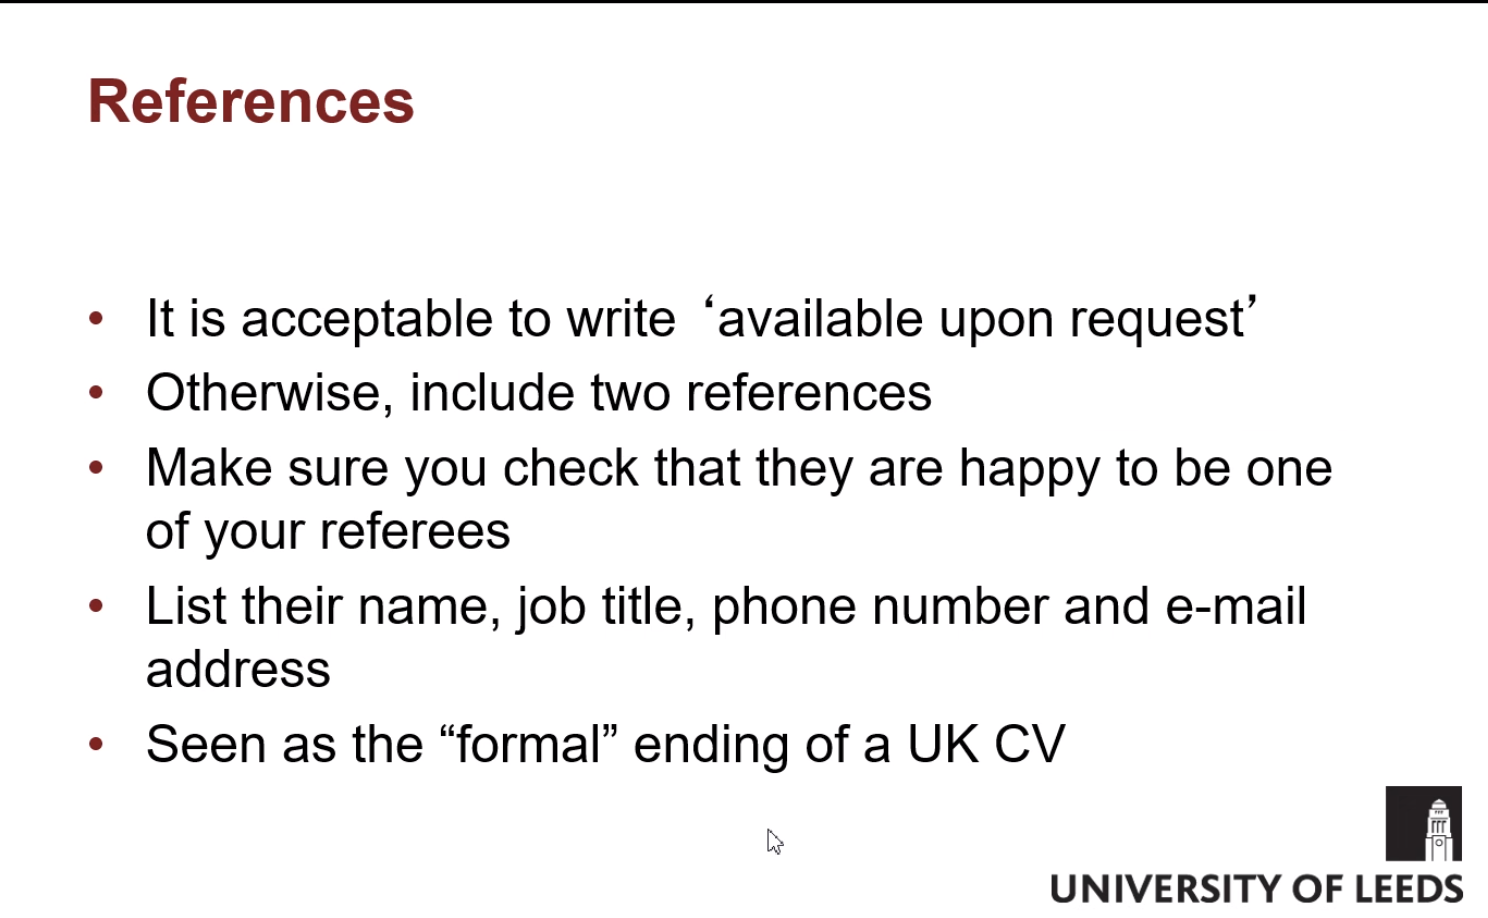 References
• It is acceptable to write ‘available upon request’
• Otherwise, include two references
• Make sure you check that they are happy to be one
of your referees
• List their name, job title, phone number and e-mail
address
• Seen as the “formal” ending of a UK CV
UNIVERSITY OF LEEDS